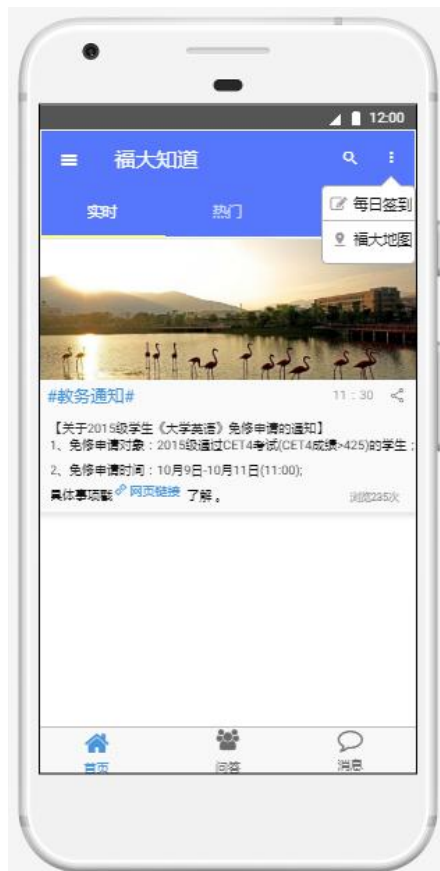 12:00
福大知道
实时 热门
每日签到
福大地图
#教务通知# 11：30
【关于2015级学生《大学英语》免修申请的通知】
1、免修申请对象：2015级通过CET4考试(CET4成绩>425)的学生；
2、免修申请时间：10月9日-10月11日(11:00);
具体事项戳 网页链接 了解。
浏览235次
首页 问答 消息